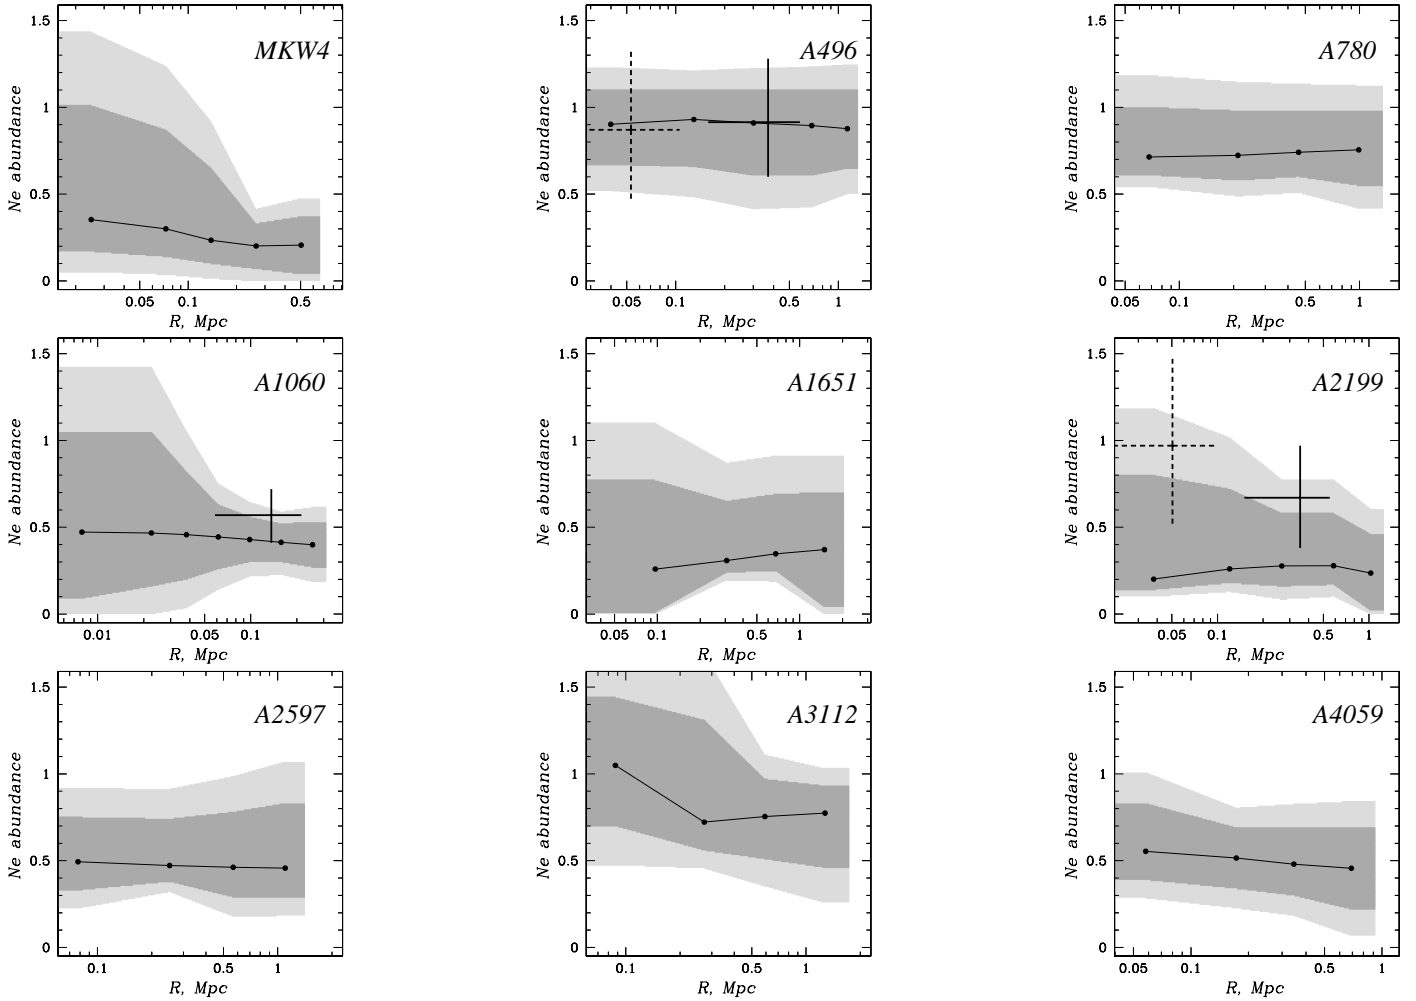 MKW4
1.5
1
0.5
0
Ne abundance
0.05 0.1 0.5
R, Mpc
A496
1.5
1
0.5
0
Ne abundance
0.05 0.1 0.5 1
R, Mpc
A780
1.5
1
0.5
0
Ne abundance
0.05 0.1 0.5 1
R, Mpc
A1060
1.5
1
0.5
0
Ne abundance
0.01 0.05 0.1
R, Mpc
A1651
1.5
1
0.5
0
Ne abundance
0.05 0.1 0.5 1
R, Mpc
A2199
1.5
1
0.5
0
Ne abundance
0.05 0.1 0.5 1
R, Mpc
A2597
1.5
1
0.5
0
Ne abundance
0.1 0.5 1
R, Mpc
A3112
1.5
1
0.5
0
Ne abundance
0.1 0.5 1
R, Mpc
A4059
1.5
1
0.5
0
Ne abundance
0.05 0.1 0.5 1
R, Mpc